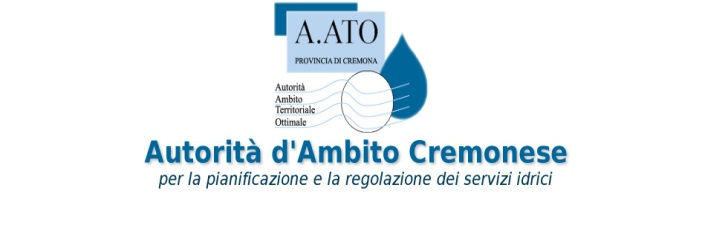 A.ATO
PROVINCIA DI CREMONA
Autorità
Ambito
Territoriale
Ottimale
Autorità d'Ambito Cremonese
per la pianificazione e la regolazione dei servizi idrici